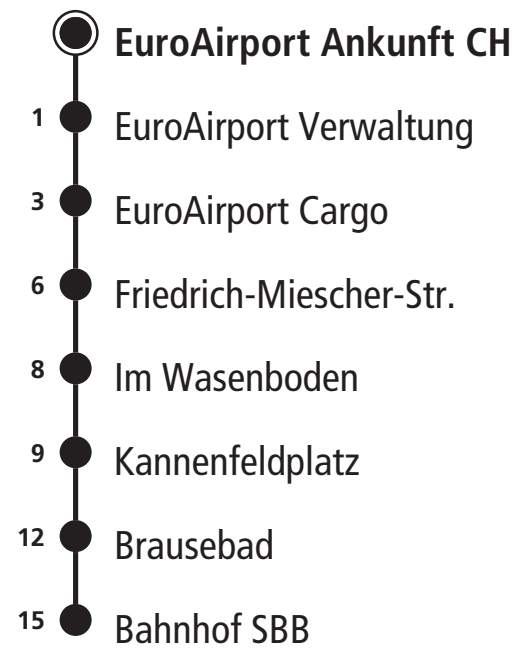 EuroAirport Ankunft CH
1 EuroAirport Verwaltung
3 EuroAirport Cargo
6 Friedrich-Miescher-Str.
8 Im Wasenboden
9 Kannenfeldplatz
12 Brausebad
15 Bahnhof SBB